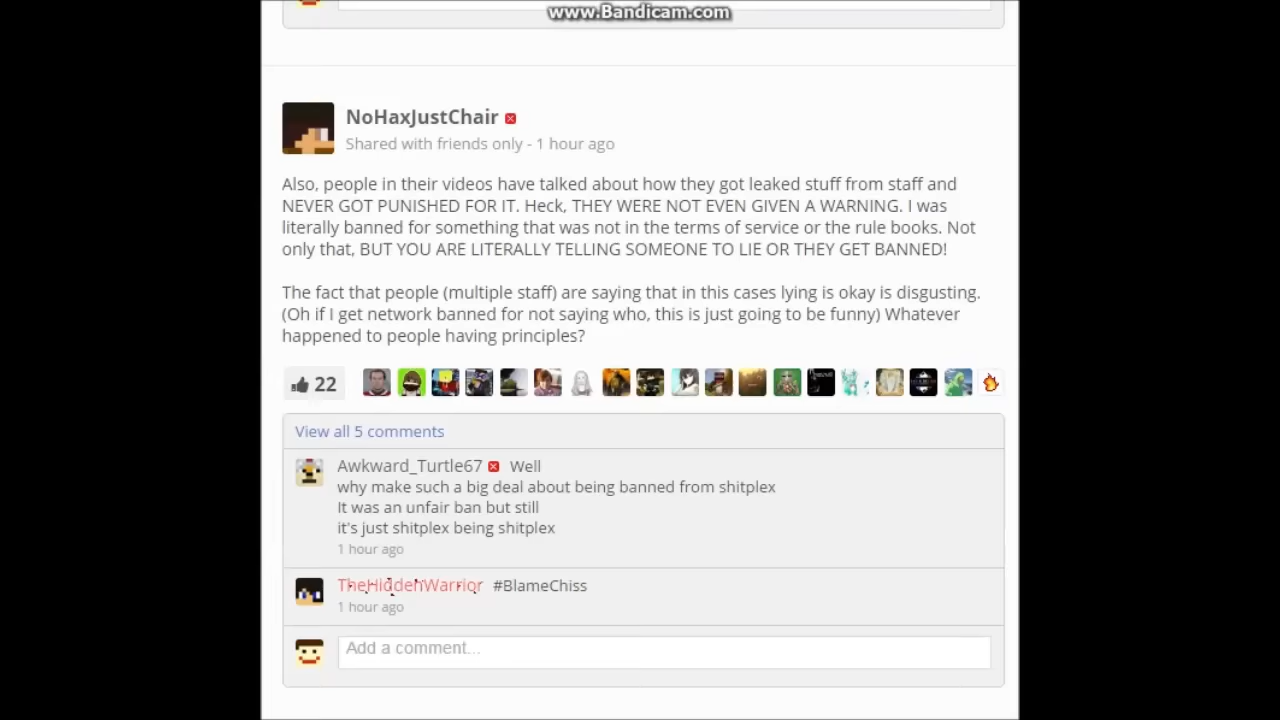 www.Bandicam.com
NoHaxJustChair
Shared with friends only - 1 hour ago
Also, people in their videos have talked about how they got leaked stuff from staff and
NEVER GOT PUNISHED FOR IT. Heck, THEY WERE NOT EVEN GIVEN A WARNING. I was
literally banned for something that was not in the terms of service or the rule books. Not
only that, BUT YOU ARE LITERALLY TELLING SOMEONE TO LIE OR THEY GET BANNED!
The fact that people (multiple staff) are saying that in this cases lying is okay is disgusting.
(Oh if I get network banned for not saying who, this is just going to be funny) Whatever
happened to people having principles?
22
View all 5 comments
Awkward_Turtle67 Well
why make such a big deal about being banned from shitplex
It was an unfair ban but still
it's just shitplex being shitplex
1 hour ago
TheHiddenWarrior #BlameChiss
1 hour ago
Add a comment...